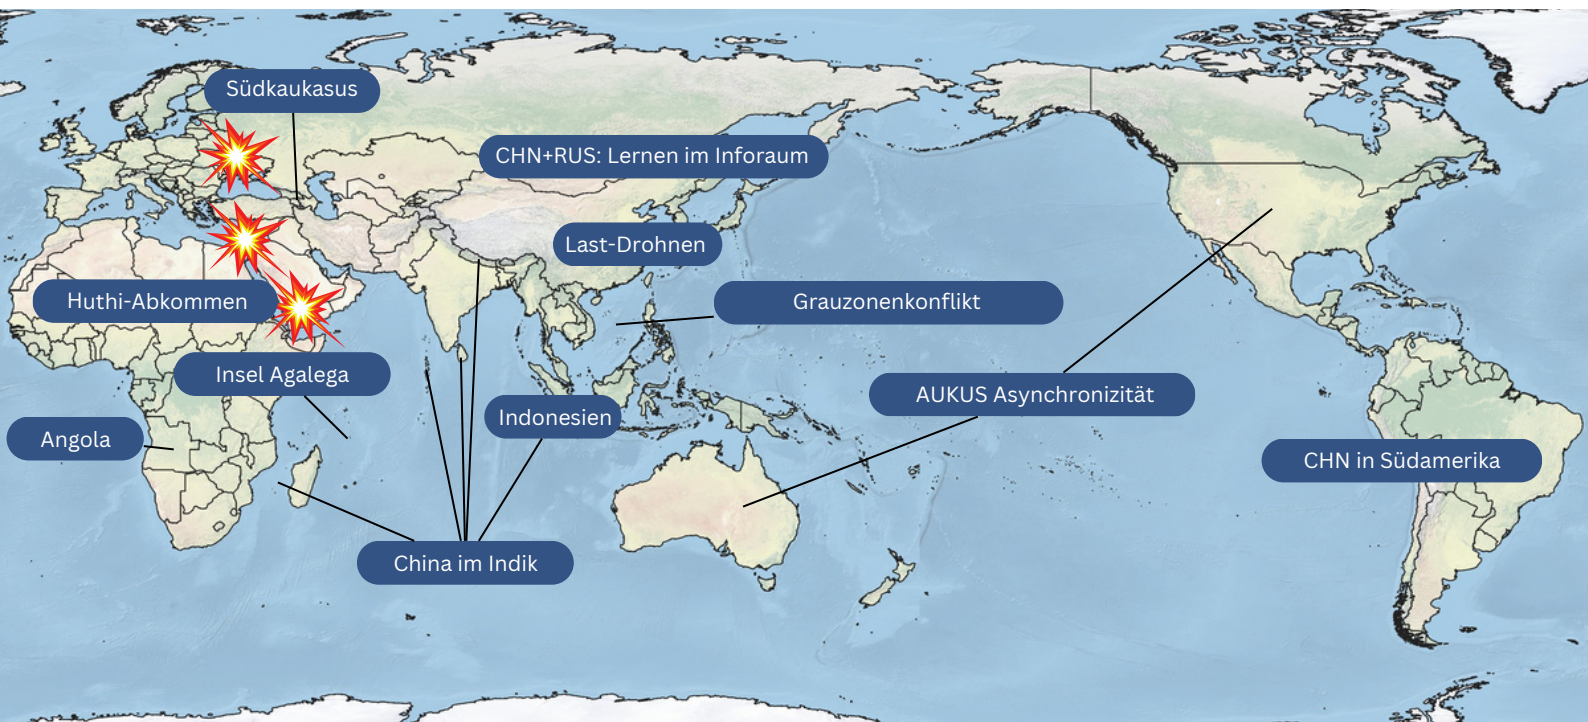 Südkaukasus
CHN+RUS: Lernen im Inforaum
Last-Drohnen
Huthi-Abkommen
Grauzonenkonflikt
Insel Agalega
AUKUS Asynchronizität
Indonesien
Angola
CHN in Südamerika
China im Indik